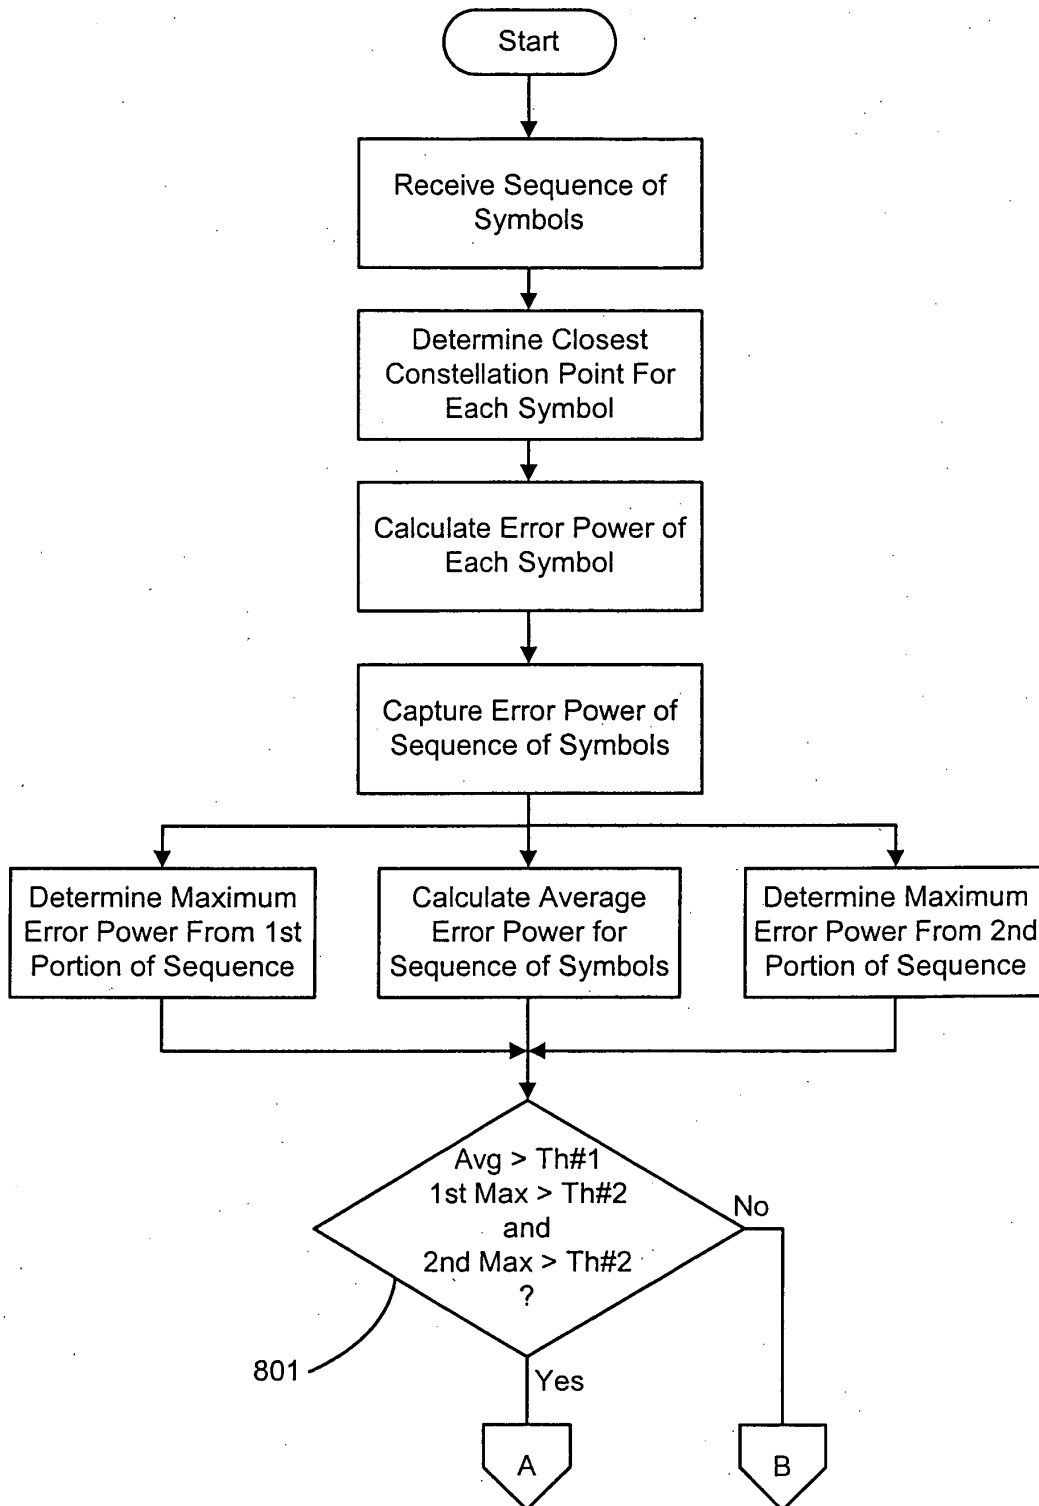 Start
Receive Sequence of
Symbols
Determine Closest
Constellation Point For
Each Symbol
Calculate Error Power of
Each Symbol
Capture Error Power of
Sequence of Symbols
Determine Maximum
Error Power From 1st
Portion of Sequence
Calculate Average
Error Power for
Sequence of Symbols
Determine Maximum
Error Power From 2nd
Portion of Sequence
Avg > Th#1
1st Max > Th#2
and
2nd Max > Th#2
?
No
801
Yes
A
B